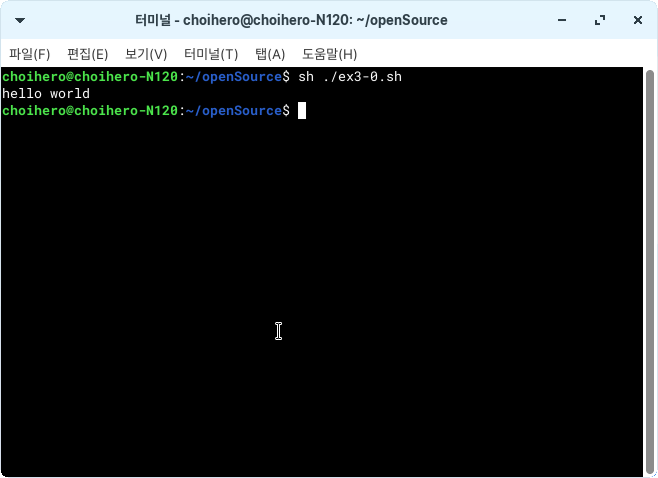 터미널 - choihero@choihero-N120: ~/openSource
파일(F) 편집(E) 보기(V) 터미널(T) 탭(A) 도움말(H)
choihero@choihero-N120:~/openSource$ sh ./ex3-0.sh
hello world
choihero@choihero-N120:~/openSource$